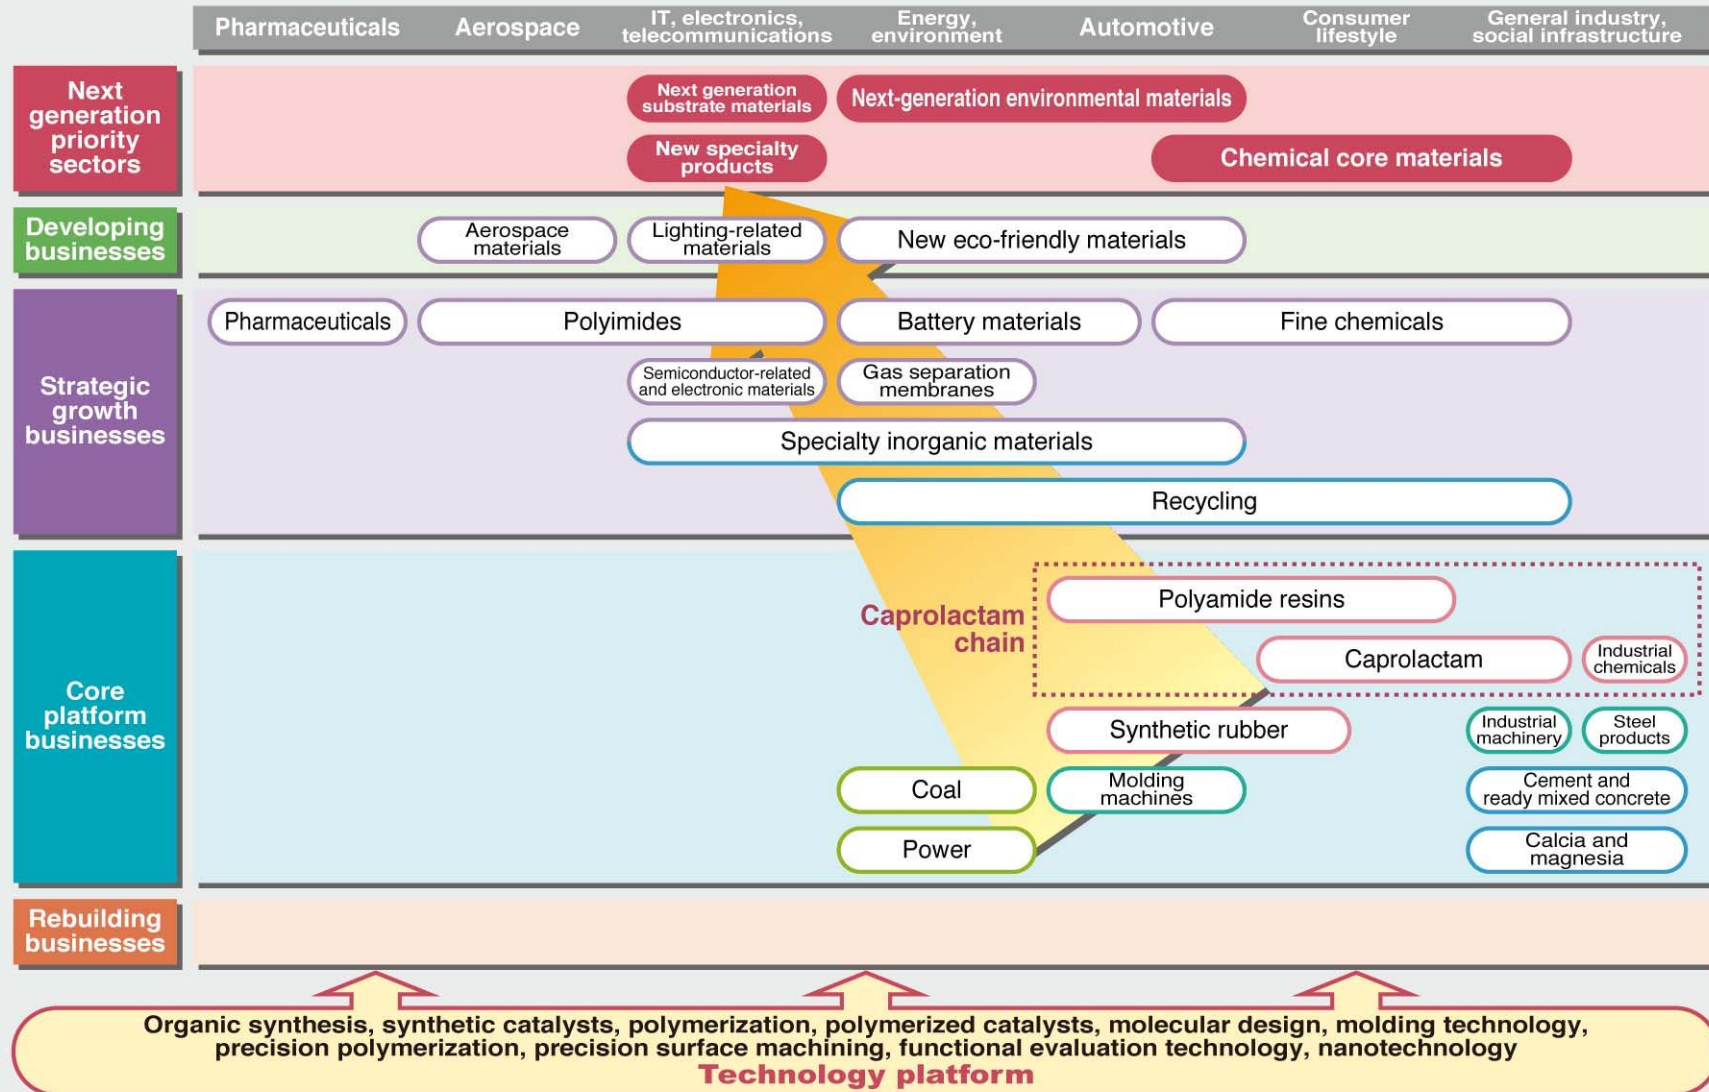 Pharmaceuticals
Aerospace
IT, electronics,
telecommunications
Energy,
environment
Automotive
Consumer
lifestyle
General industry,
social infrastructure
Next
generation
priority
sectors
Next generation
substrate materials
Next-generation environmental materials
New specialty
products
Chemical core materials
Developing
businesses
Aerospace
materials
Lighting-related
materials
New eco-friendly materials
Strategic
growth
businesses
Pharmaceuticals
Polyimides
Battery materials
Fine chemicals
Semiconductor-related
and electronic materials
Gas separation
membranes
Specialty inorganic materials
Recycling
Core
platform
businesses
Caprolactam
chain
Polyamide resins
Caprolactam
Industrial
chemicals
Synthetic rubber
Industrial
machinery
Steel
products
Coal
Molding
machines
Cement and
ready mixed concrete
Power
Calcia and
magnesia
Rebuilding
businesses
Organic synthesis, synthetic catalysts, polymerization, polymerized catalysts, molecular design, molding technology,
precision polymerization, precision surface machining, functional evaluation technology, nanotechnology
Technology platform